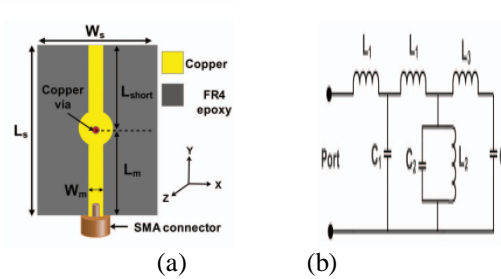 Ws
Copper
FR4
epoxy
Copper
via
Lshort
Ls
Lm
Wm
Y
X
Z
SMA connector
(a)
(b)
L1
L1
L3
Port
C1
C2
L2